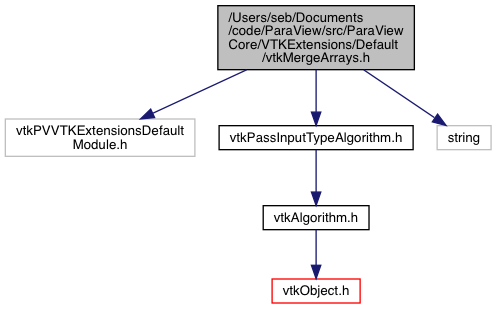 /Users/seb/Documents
/code/ParaView/src/ParaView
Core/VTKExtensions/Default
/vtkMergeArrays.h
vtkPVVTKExtensionsDefault
Module.h
vtkPassInputTypeAlgorithm.h
string
vtkAlgorithm.h
vtkObject.h